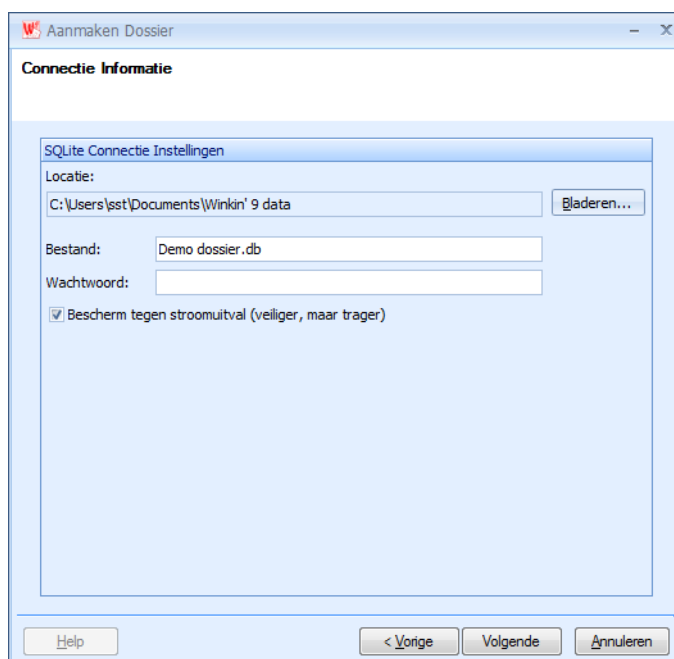 Aanmaken Dossier
Connectie Informatie
SQLite Connectie Instellingen
Locatie:
C:\Users\sst\Documents\Winkin' 9 data
Bladeren...
Bestand:
Demo dossier.db
Wachtwoord:
Bescherm tegen stroomuitval (veiliger, maar trager)
Help
< Vorige
Volgende
Annuleren